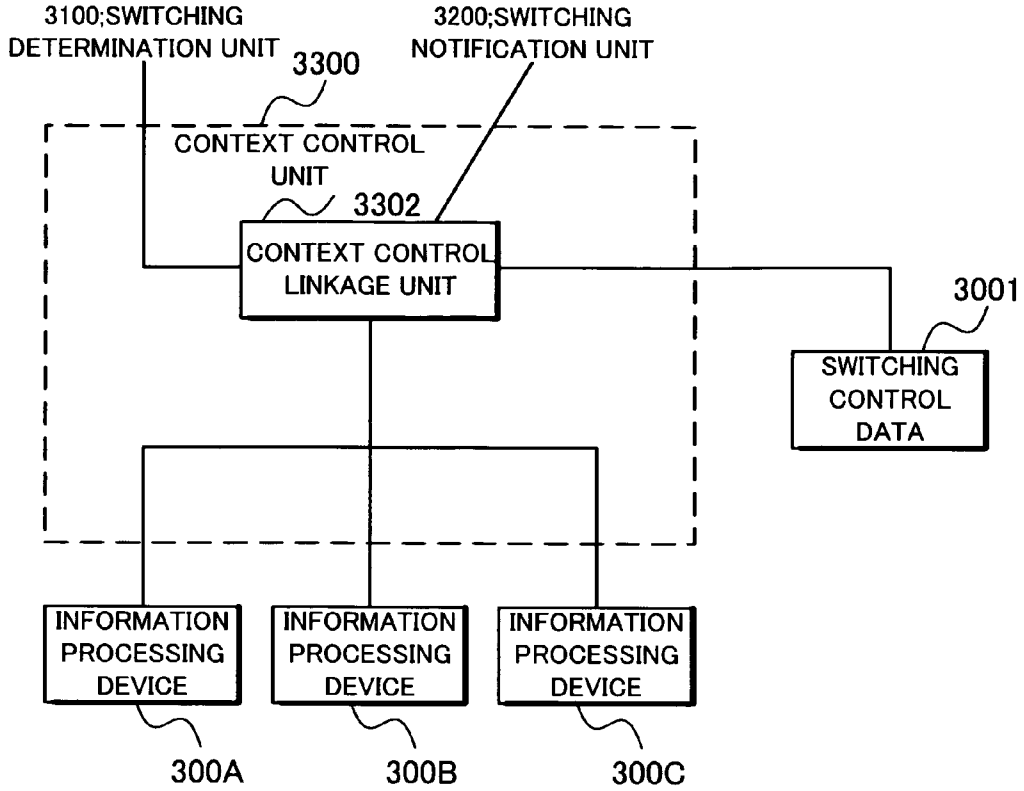 3100;SWITCHING
DETERMINATION UNIT
3200;SWITCHING
NOTIFICATION UNIT
3300
CONTEXT CONTROL
UNIT
3302
CONTEXT CONTROL
LINKAGE UNIT
3001
SWITCHING
CONTROL
DATA
INFORMATION
PROCESSING
DEVICE
INFORMATION
PROCESSING
DEVICE
INFORMATION
PROCESSING
DEVICE
300A
300B
300C